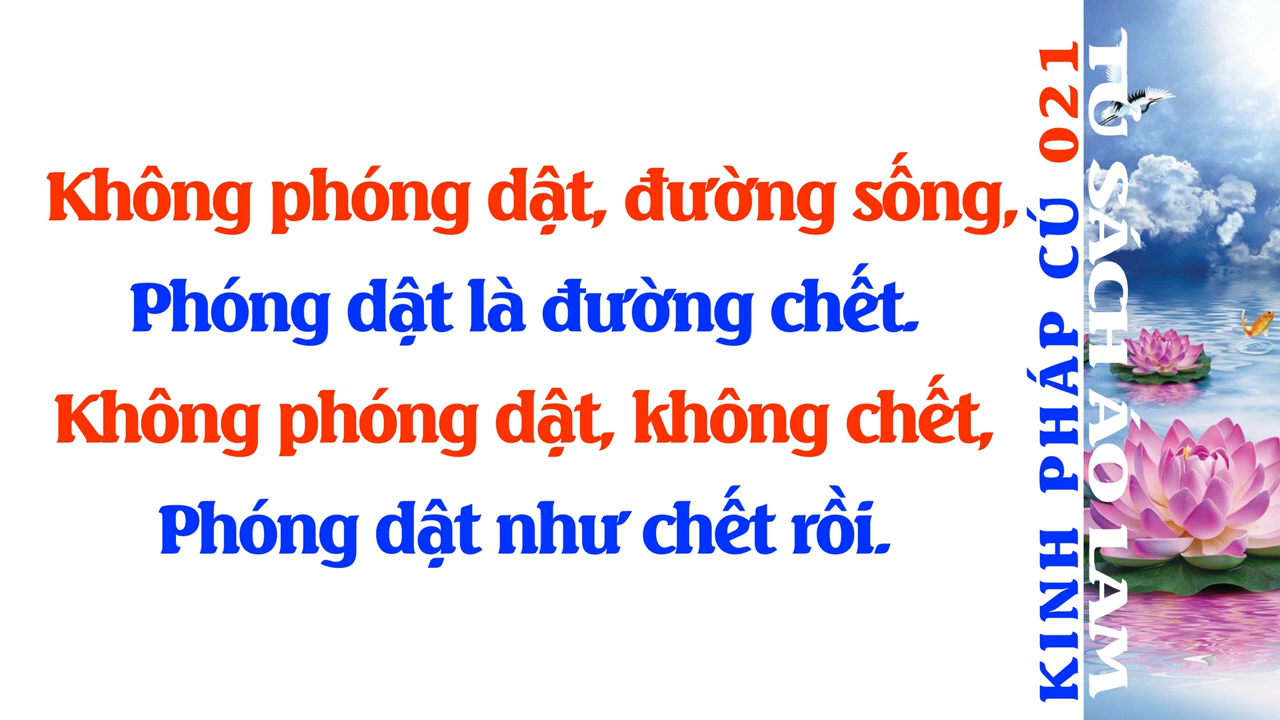 Không phóng dật, đường sống,
Phóng dật là đường chết.
Không phóng dật, không chết,
Phóng dật như chết rồi.
KINH PHÁP CÚ 021
TỦ SÁCH ÁO LAM